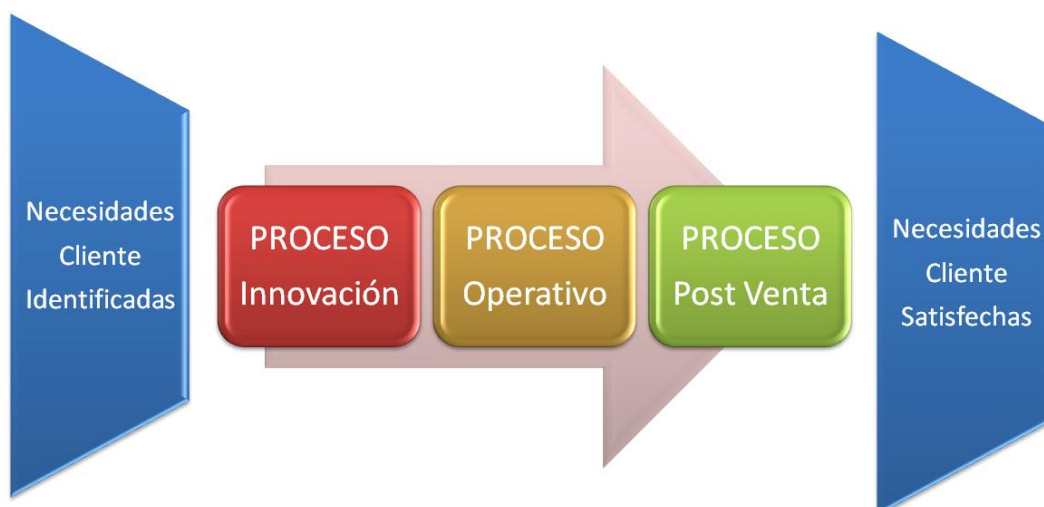 Necesidades
Cliente
Identificadas
PROCESO
Innovación
PROCESO
Operativo
PROCESO
Post Venta
Necesidades
Cliente
Satisfechas